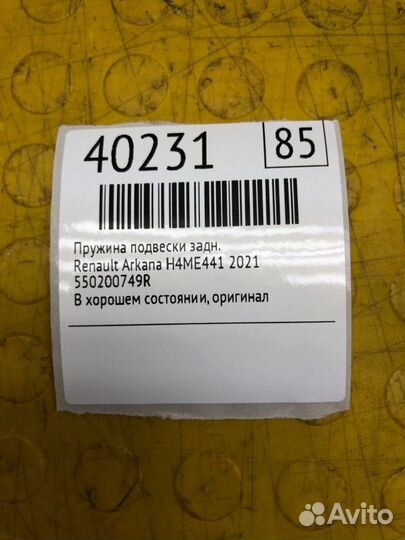 40231
85
Пружина подвески задн.
Renault Arkana H4ME441 2021
550200749R
В хорошем состоянии, оригинал
Avito